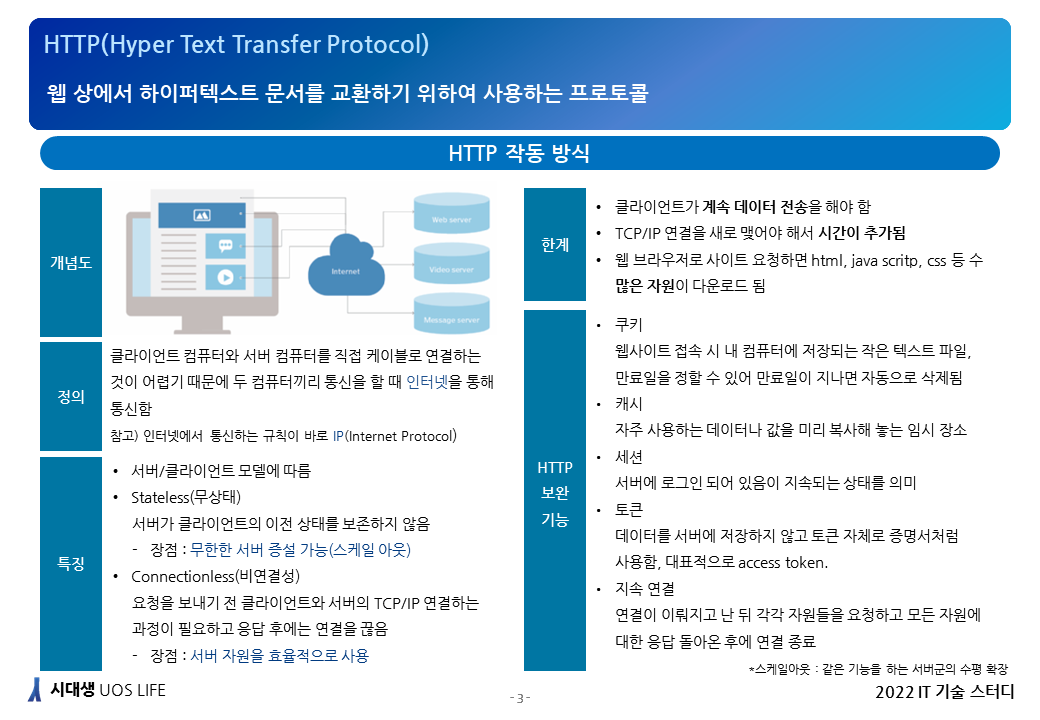 HTTP(Hyper Text Transfer Protocol)
웹 상에서 하이퍼텍스트 문서를 교환하기 위하여 사용하는 프로토콜
HTTP 작동 방식
개념도
Internet
Web server
Video server
Message server
정의
클라이언트 컴퓨터와 서버 컴퓨터를 직접 케이블로 연결하는
것이 어렵기 때문에 두 컴퓨터끼리 통신을 할 때 인터넷을 통해
통신함
참고) 인터넷에서 통신하는 규칙이 바로 IP(Internet Protocol)
특징
• 서버/클라이언트 모델에 따름
• Stateless(무상태)
서버가 클라이언트의 이전 상태를 보존하지 않음
- 장점 : 무한한 서버 증설 가능(스케일 아웃)
• Connectionless(비연결성)
요청을 보내기 전 클라이언트와 서버의 TCP/IP 연결하는
과정이 필요하고 응답 후에는 연결을 끊음
- 장점 : 서버 자원을 효율적으로 사용
한계
• 클라이언트가 계속 데이터 전송을 해야 함
• TCP/IP 연결을 새로 맺어야 해서 시간이 추가됨
• 웹 브라우저로 사이트 요청하면 html, java scritp, css 등 수
많은 자원이 다운로드 됨
HTTP
보완
기능
• 쿠키
웹사이트 접속 시 내 컴퓨터에 저장되는 작은 텍스트 파일,
만료일을 정할 수 있어 만료일이 지나면 자동으로 삭제됨
• 캐시
자주 사용하는 데이터나 값을 미리 복사해 놓는 임시 장소
• 세션
서버에 로그인 되어 있음이 지속되는 상태를 의미
• 토큰
데이터를 서버에 저장하지 않고 토큰 자체로 증명서처럼
사용함, 대표적으로 access token.
• 지속 연결
연결이 이뤄지고 난 뒤 각각 자원들을 요청하고 모든 자원에
대한 응답 돌아온 후에 연결 종료
*스케일아웃 : 같은 기능을 하는 서버군의 수평 확장
시대생 UOS LIFE
- 3 -
2022 IT 기술 스터디